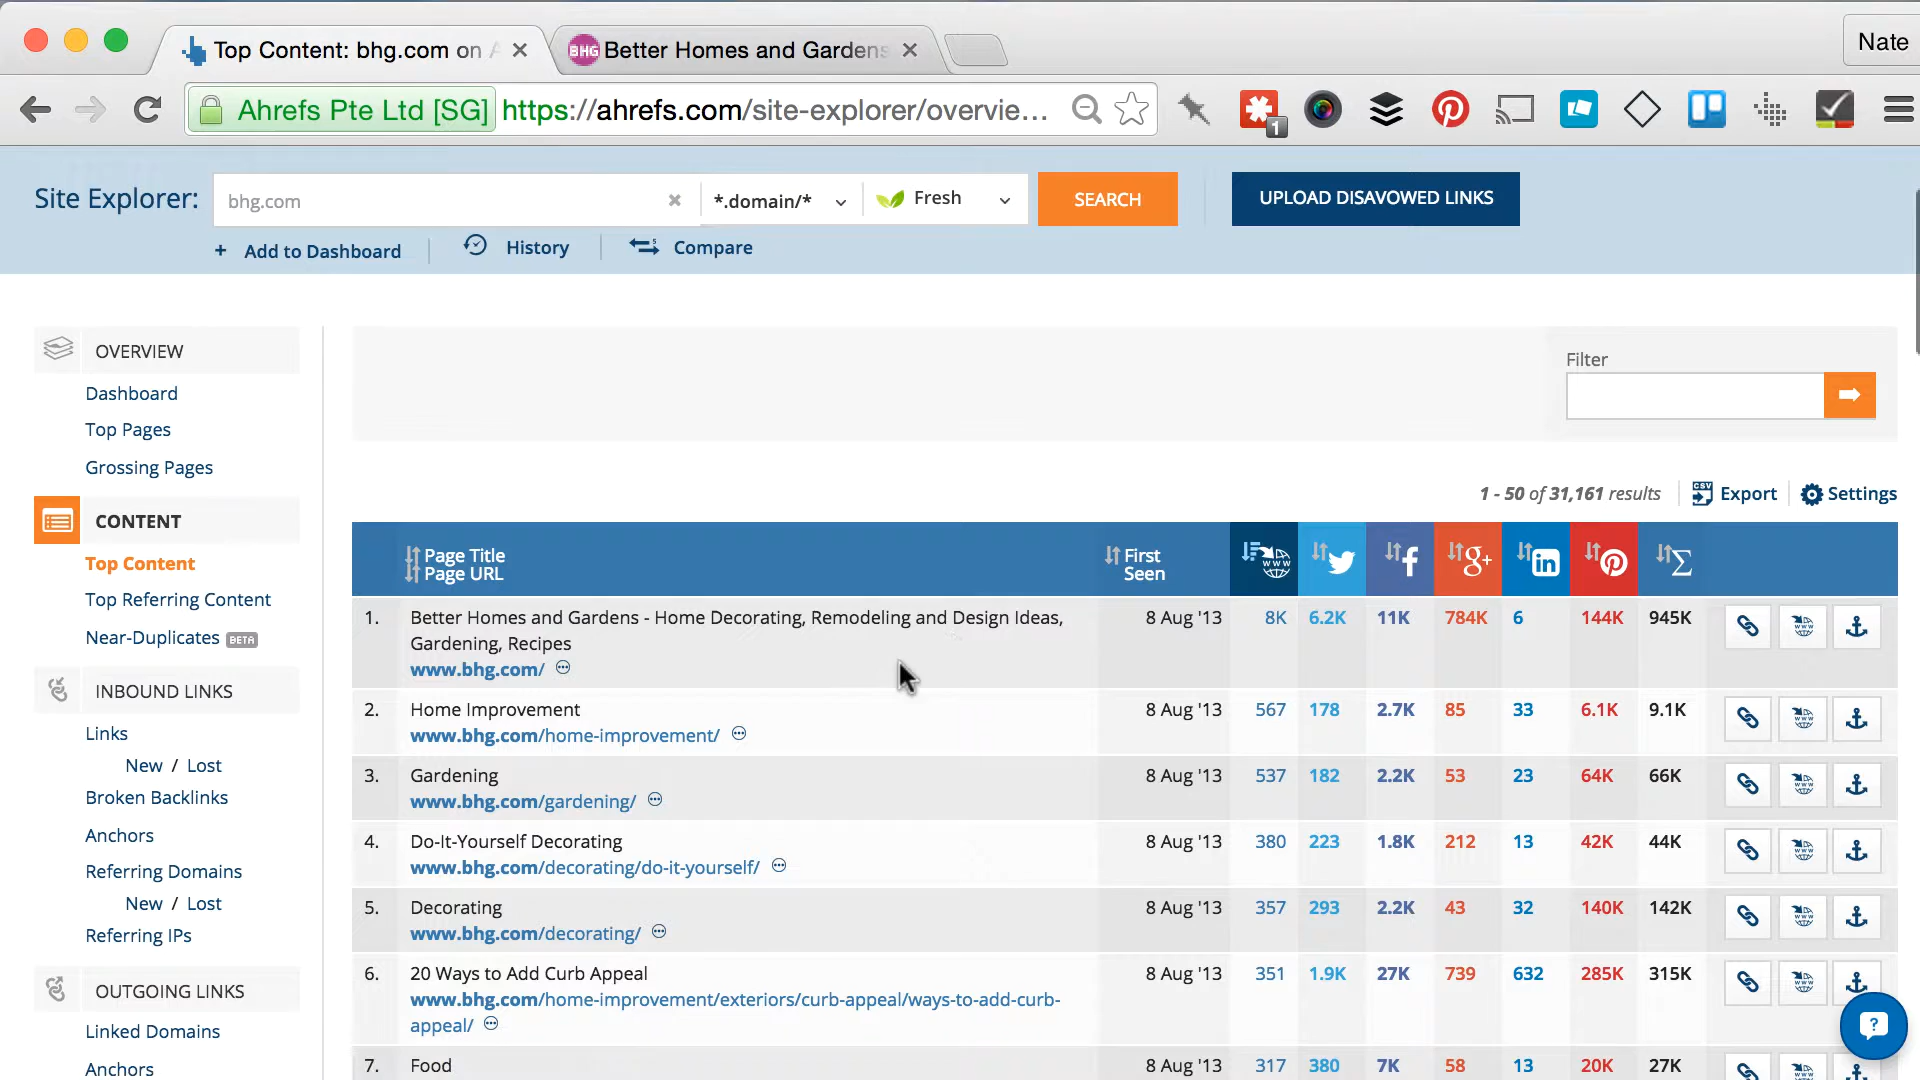 Top Content: bhg.com on A
BHG Better Homes and Gardens
Nate
Ahrefs Pte Ltd [SG] https://ahrefs.com/site-explorer/overvie...
1
Site Explorer: bhg.com *.domain/* Fresh SEARCH UPLOAD DISAVOWED LINKS
+ Add to Dashboard History Compare
OVERVIEW
Dashboard
Top Pages
Grossing Pages
CONTENT
Top Content
Top Referring Content
Near-Duplicates BETA
INBOUND LINKS
Links
New / Lost
Broken Backlinks
Anchors
Referring Domains
New / Lost
Referring IPs
OUTGOING LINKS
Linked Domains
Anchors
Filter
1 - 50 of 31,161 results CSV Export Settings
Page Title First www g+ in Σ
Page URL Seen
1. Better Homes and Gardens - Home Decorating, Remodeling and Design Ideas, 8 Aug '13 8K 6.2K 11K 784K 6 144K 945K
Gardening, Recipes
www.bhg.com/
2. Home Improvement 8 Aug '13 567 178 2.7K 85 33 6.1K 9.1K
www.bhg.com/home-improvement/
3. Gardening 8 Aug '13 537 182 2.2K 53 23 64K 66K
www.bhg.com/gardening/
4. Do-It-Yourself Decorating 8 Aug '13 380 223 1.8K 212 13 42K 44K
www.bhg.com/decorating/do-it-yourself/
5. Decorating 8 Aug '13 357 293 2.2K 43 32 140K 142K
www.bhg.com/decorating/
6. 20 Ways to Add Curb Appeal 8 Aug '13 351 1.9K 27K 739 632 285K 315K
www.bhg.com/home-improvement/exteriors/curb-appeal/ways-to-add-curb-
appeal/
7. Food 8 Aug '13 317 380 7K 58 13 20K 27K